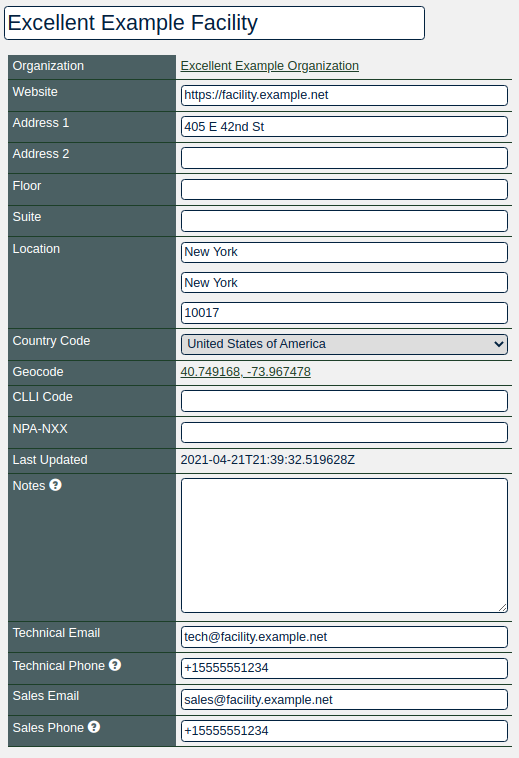 Excellent Example Facility
Organization Excellent Example Organization
Website https://facility.example.net
Address 1 405 E 42nd St
Address 2
Floor
Suite
Location New York
New York
10017
Country Code United States of America
Geocode 40.749168, -73.967478
CLLI Code
NPA-NXX
Last Updated 2021-04-21T21:39:32.519628Z
Notes ?
Technical Email tech@facility.example.net
Technical Phone ? +15555551234
Sales Email sales@facility.example.net
Sales Phone ? +15555551234